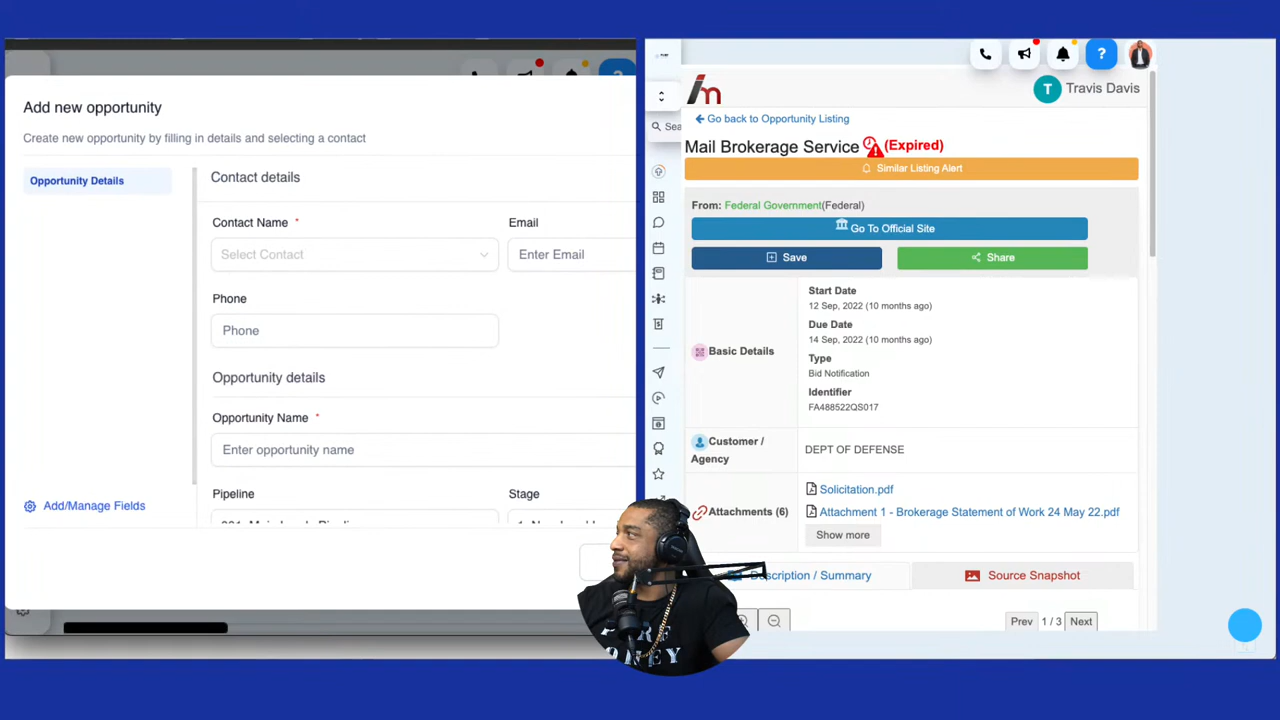 Add new opportunity
Create new opportunity by filling in details and selecting a contact
Opportunity Details
Contact details
Contact Name *
Email
Select Contact
Enter Email
Phone
Phone
Opportunity details
Opportunity Name *
Enter opportunity name
Pipeline
Stage
Add/Manage Fields
Sea
im
T
Travis Davis
Go back to Opportunity Listing
Mail Brokerage Service (Expired)
Similar Listing Alert
From: Federal Government(Federal)
Go To Official Site
Save
Share
Basic Details
Start Date
12 Sep, 2022 (10 months ago)
Due Date
14 Sep, 2022 (10 months ago)
Type
Bid Notification
Identifier
FA488522QS017
Customer /
Agency
DEPT OF DEFENSE
Attachments (6)
Solicitation.pdf
Attachment 1 - Brokerage Statement of Work 24 May 22.pdf
Show more
Description / Summary
Source Snapshot
Prev 1 / 3 Next
?